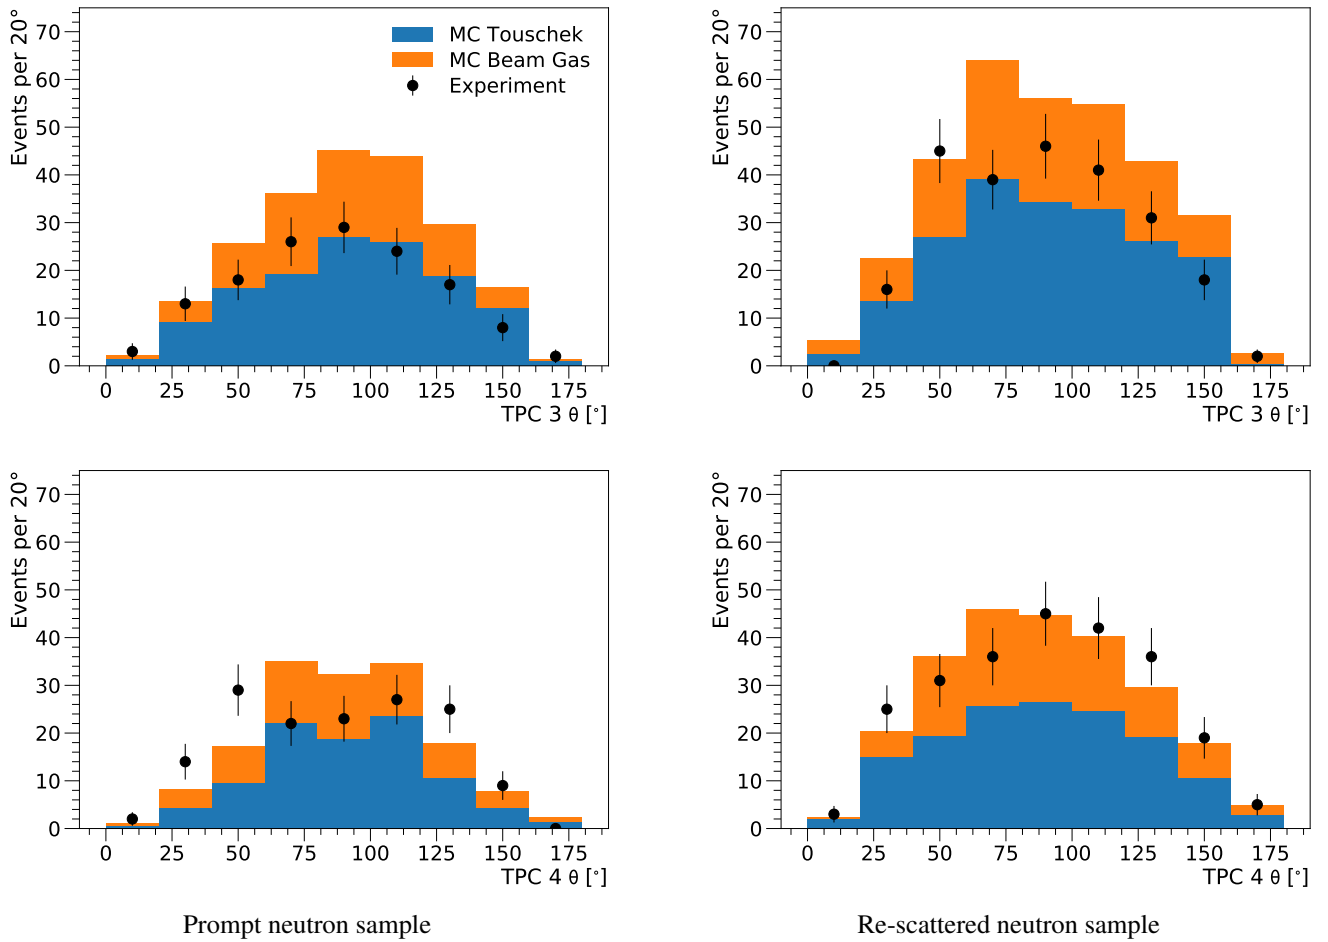 Events per 20°
70
60
50
40
30
20
10
0
MC Touschek
MC Beam Gas
Experiment
0 25 50 75 100 125 150 175
TPC 3 θ [°]
Events per 20°
70
60
50
40
30
20
10
0
0 25 50 75 100 125 150 175
TPC 3 θ [°]
Events per 20°
70
60
50
40
30
20
10
0
0 25 50 75 100 125 150 175
TPC 4 θ [°]
Events per 20°
70
60
50
40
30
20
10
0
0 25 50 75 100 125 150 175
TPC 4 θ [°]
Prompt neutron sample
Re-scattered neutron sample